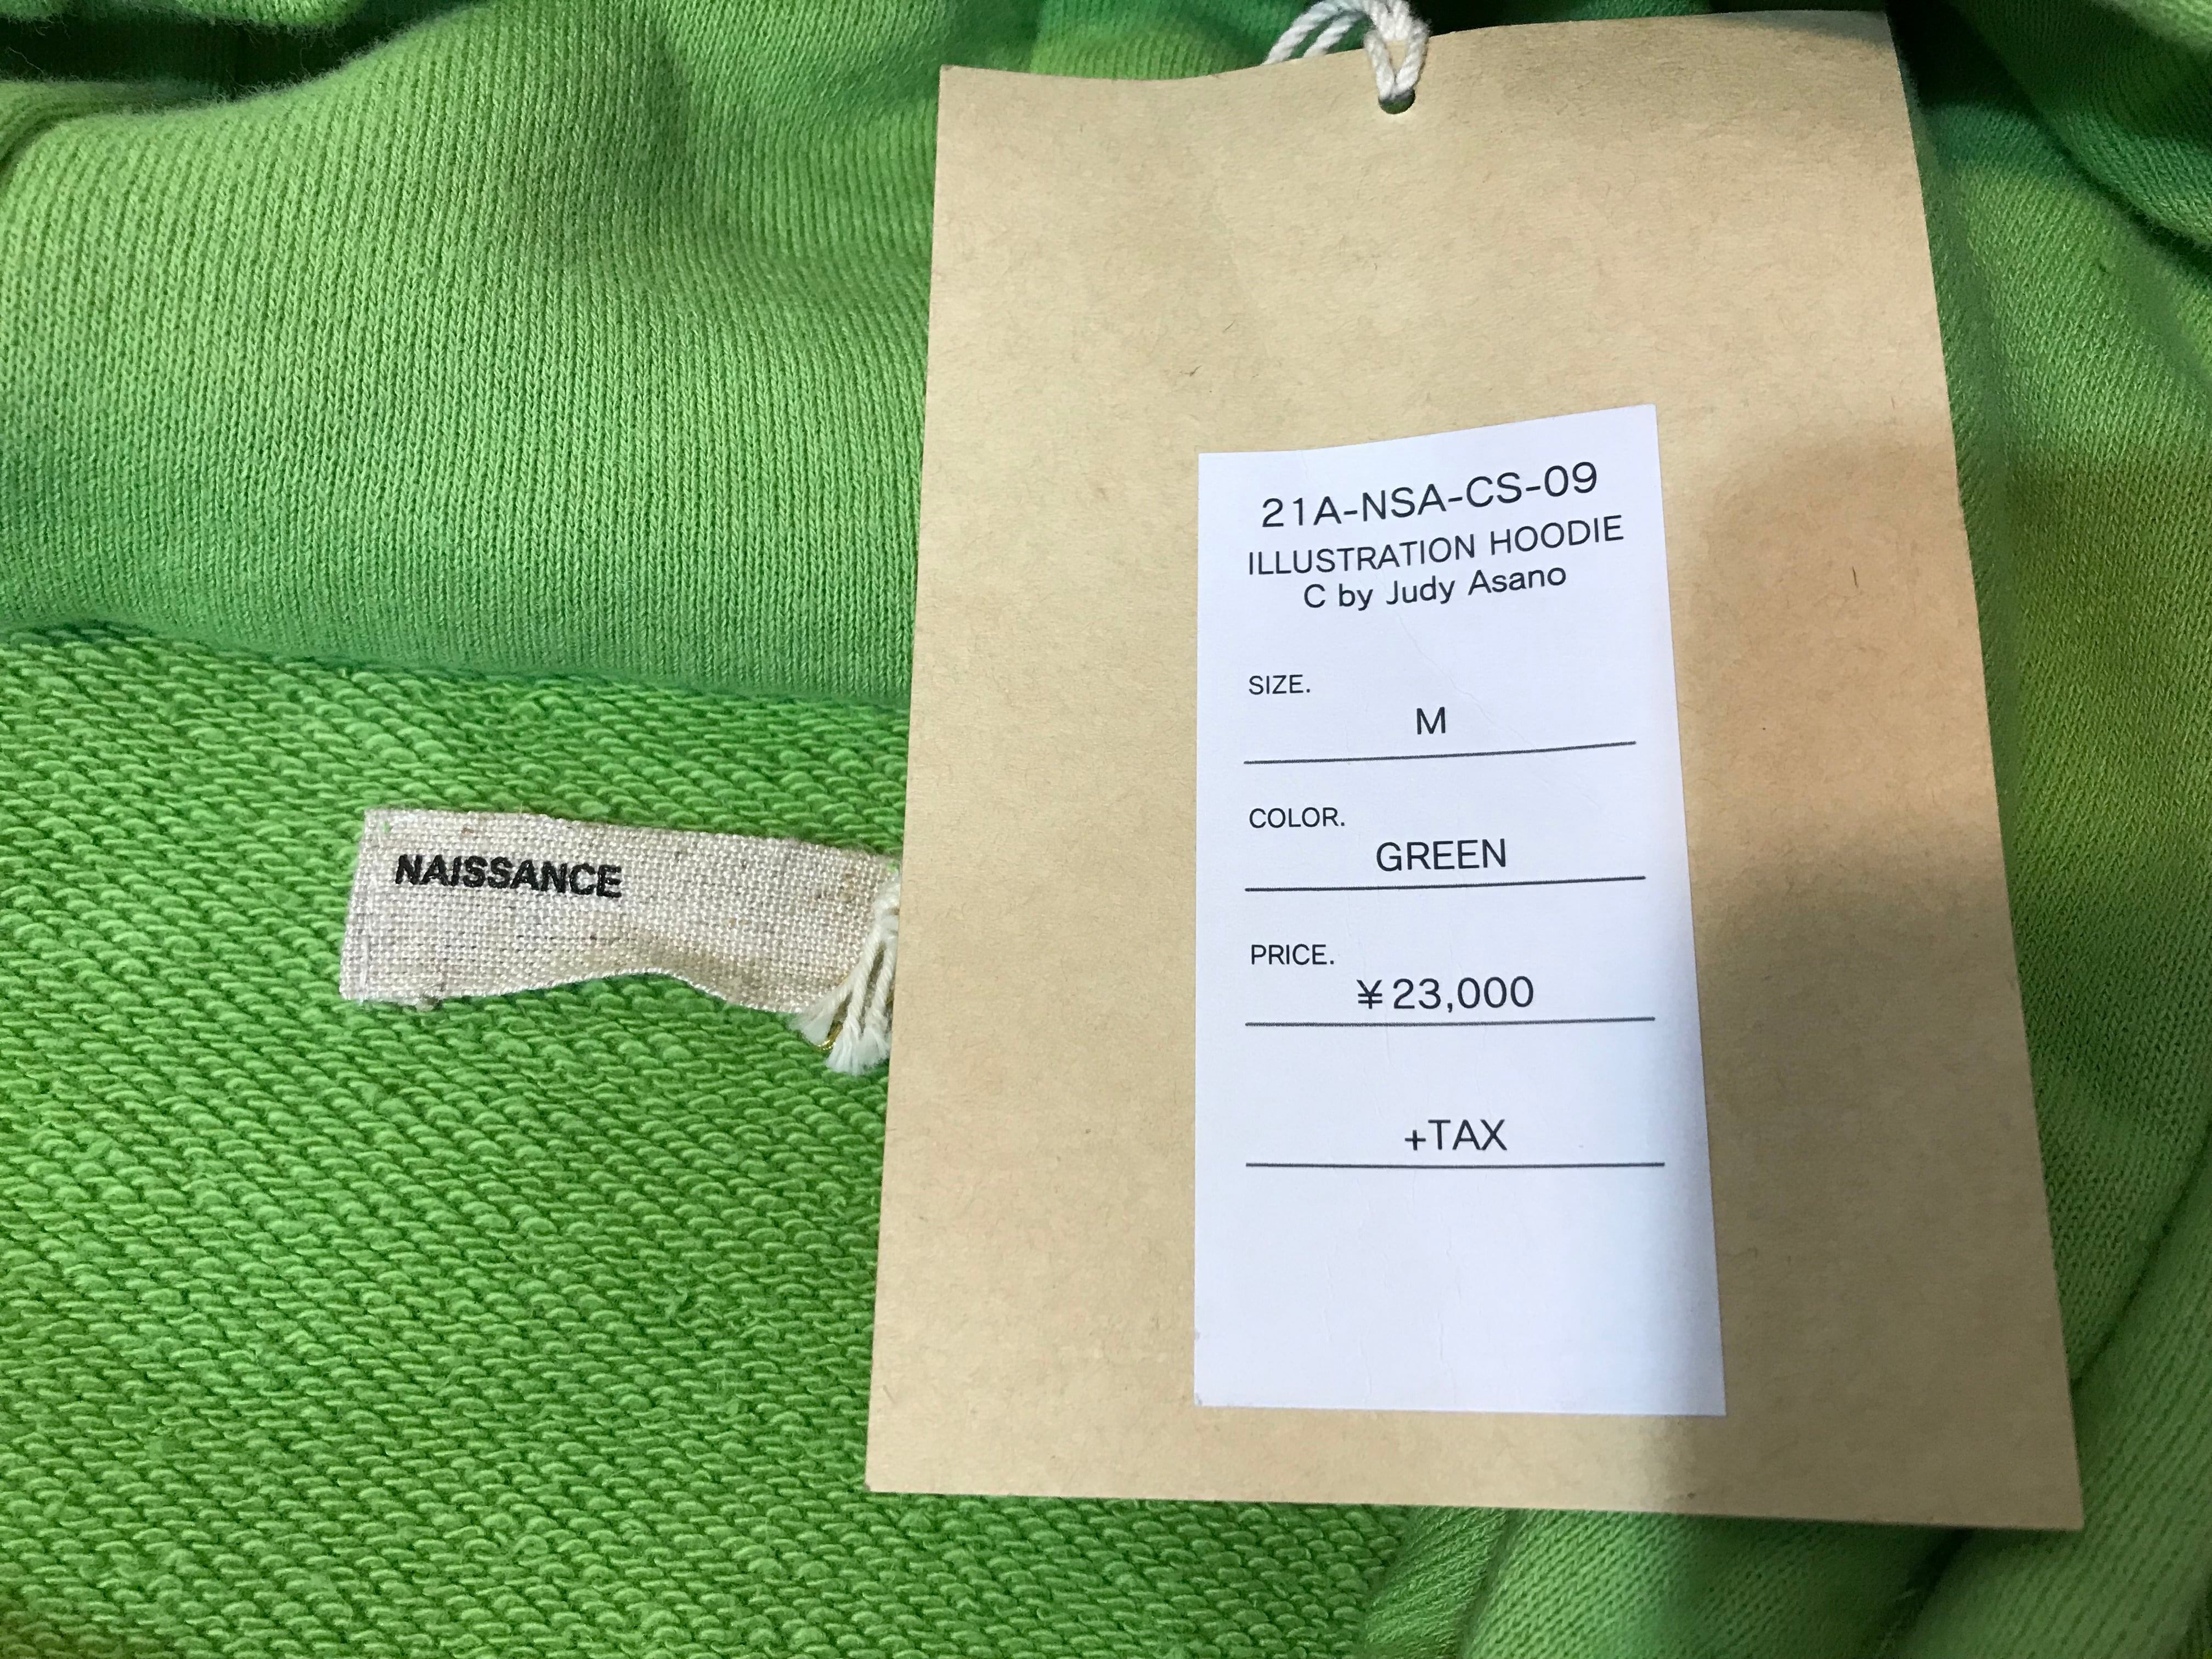 NAISSANCE
21A-NSA-CS-09
ILLUSTRATION HOODIE
C by Judy Asano
SIZE.
M
COLOR.
GREEN
PRICE.
¥23,000
+TAX